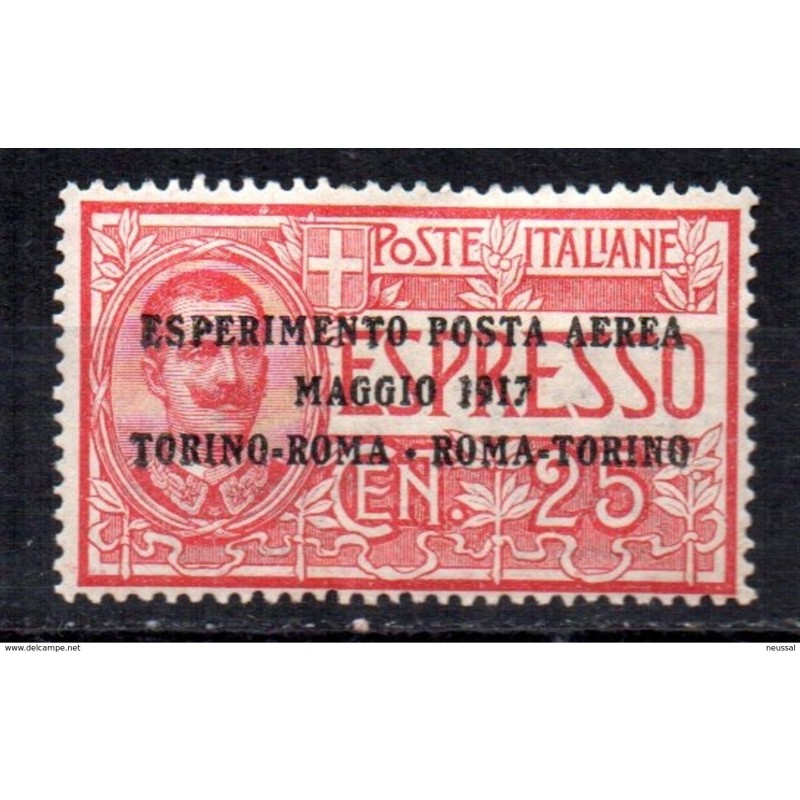 POSTE ITALIANE
ESPERIMENTO POSTA AEREA
ESPRESSO
MAGGIO 1917
TORINO-ROMA • ROMA-TORINO
CEN. 25
www.delcampe.net
neussal